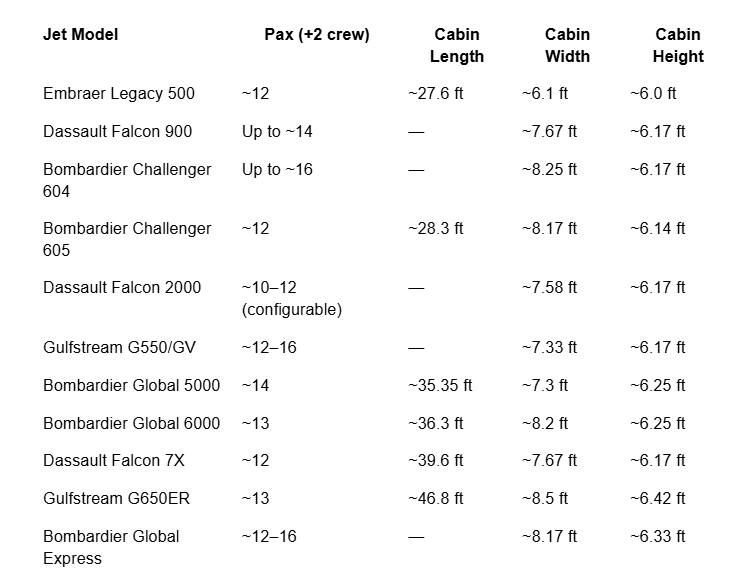 Jet Model Pax (+2 crew) Cabin Length Cabin Width Cabin Height
Embraer Legacy 500 ~12 ~27.6 ft ~6.1 ft ~6.0 ft
Dassault Falcon 900 Up to ~14 — ~7.67 ft ~6.17 ft
Bombardier Challenger 604 Up to ~16 — ~8.25 ft ~6.17 ft
Bombardier Challenger 605 ~12 ~28.3 ft ~8.17 ft ~6.14 ft
Dassault Falcon 2000 ~10–12 (configurable) — ~7.58 ft ~6.17 ft
Gulfstream G550/GV ~12–16 — ~7.33 ft ~6.17 ft
Bombardier Global 5000 ~14 ~35.35 ft ~7.3 ft ~6.25 ft
Bombardier Global 6000 ~13 ~36.3 ft ~8.2 ft ~6.25 ft
Dassault Falcon 7X ~12 ~39.6 ft ~7.67 ft ~6.17 ft
Gulfstream G650ER ~13 ~46.8 ft ~8.5 ft ~6.42 ft
Bombardier Global Express ~12–16 — ~8.17 ft ~6.33 ft